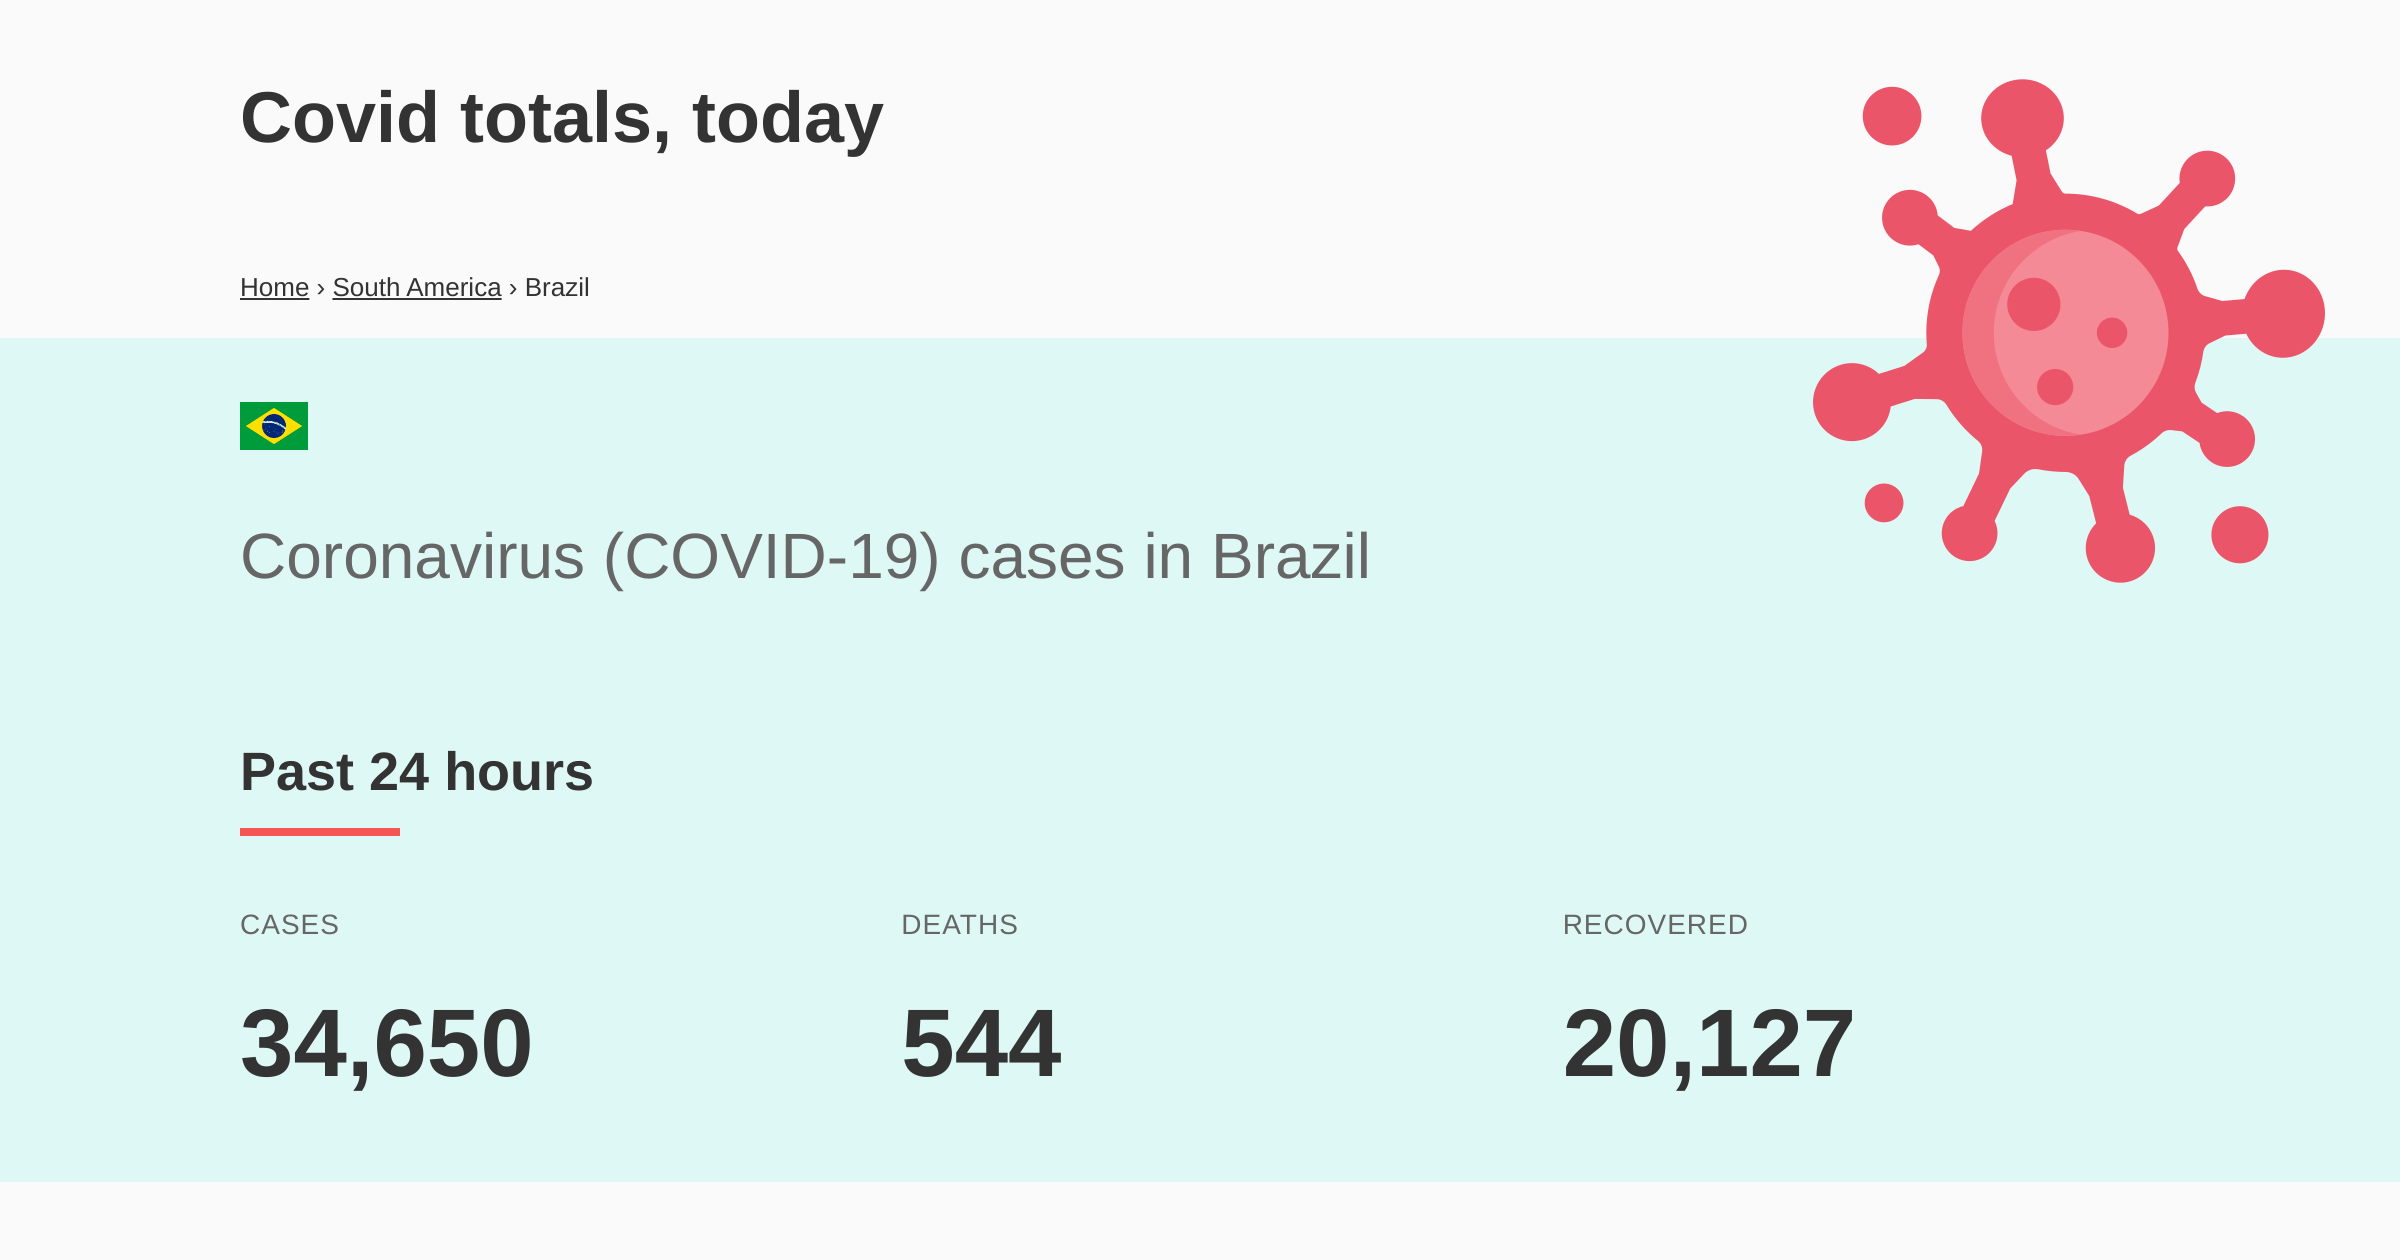 Covid totals, today
Home › South America › Brazil
Coronavirus (COVID-19) cases in Brazil
Past 24 hours
CASES DEATHS RECOVERED
34,650 544 20,127